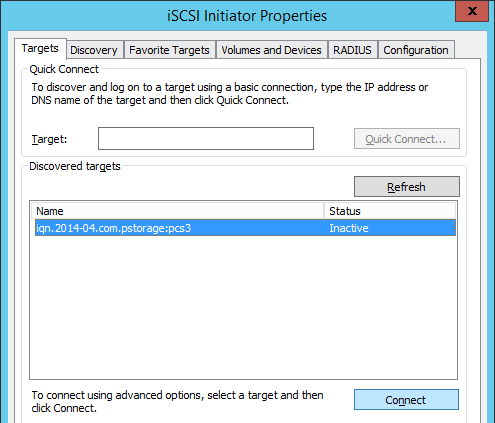 iSCSI Initiator Properties
x
Targets Discovery Favorite Targets Volumes and Devices RADIUS Configuration
Quick Connect
To discover and log on to a target using a basic connection, type the IP address or
DNS name of the target and then click Quick Connect.
Target: Quick Connect...
Discovered targets
Refresh
Name Status
iqn.2014-04.com.pstorage:pcs3 Inactive
To connect using advanced options, select a target and then
click Connect.
Connect